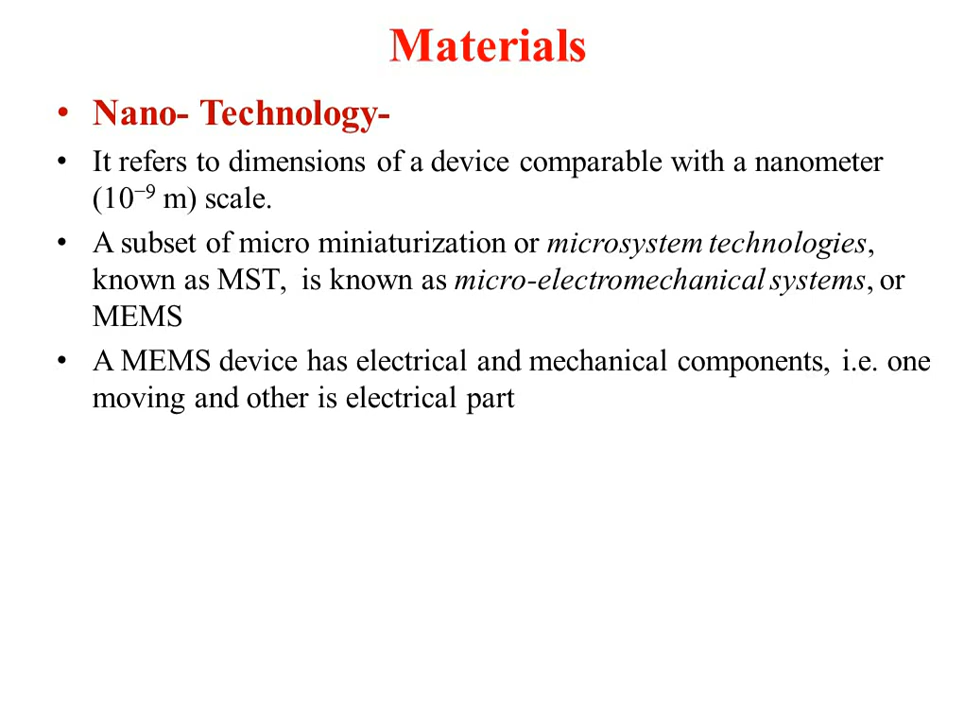 Materials
• Nano- Technology-
• It refers to dimensions of a device comparable with a nanometer
(10⁻⁹ m) scale.
• A subset of micro miniaturization or microsystem technologies,
known as MST, is known as micro-electromechanical systems, or
MEMS
• A MEMS device has electrical and mechanical components, i.e. one
moving and other is electrical part